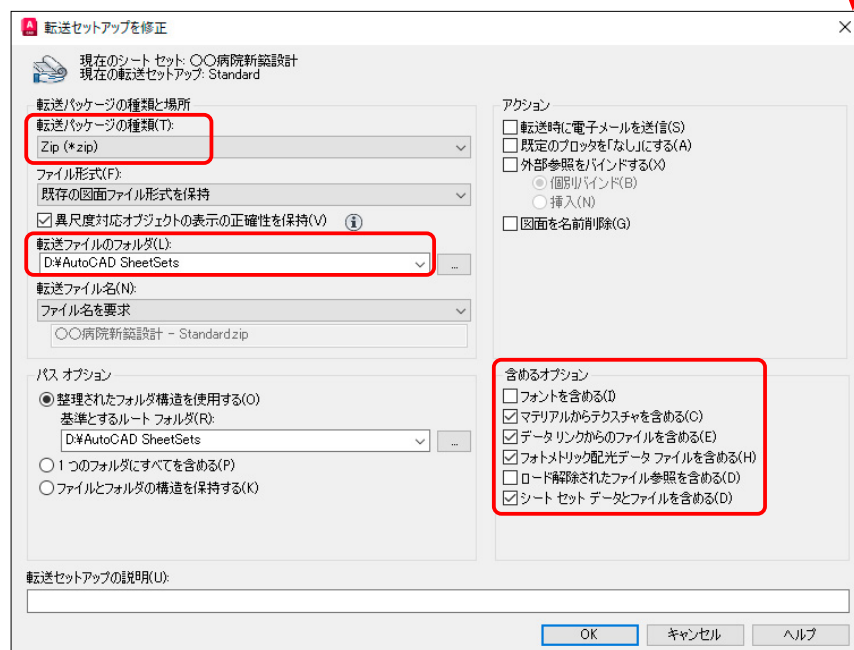 転送セットアップを修正
現在のシート セット: 〇〇病院新築設計
現在の転送セットアップ: Standard
転送パッケージの種類と場所
転送パッケージの種類(T):
Zip (*zip)
ファイル形式(F):
既存の図面ファイル形式を保持
異尺度対応オブジェクトの表示の正確性を保持(V)
転送ファイルのフォルダ(L):
D:¥AutoCAD SheetSets
...
転送ファイル名(N):
ファイル名を要求
〇〇病院新築設計 - Standard.zip
パス オプション
整理されたフォルダ構造を使用する(O)
基準とするルート フォルダ(R):
D:¥AutoCAD SheetSets
...
1 つのフォルダにすべてを含める(P)
ファイルとフォルダの構造を保持する(K)
アクション
転送時に電子メールを送信(S)
既定のプロッタを「なし」にする(A)
外部参照をバインドする(X)
個別バインド(B)
挿入(N)
図面を名前削除(G)
含めるオプション
フォントを含める(I)
マテリアルからテクスチャを含める(C)
データ リンクからのファイルを含める(E)
フォトメトリック配光データ ファイルを含める(H)
ロード解除されたファイル参照を含める(D)
シート セット データとファイルを含める(D)
転送セットアップの説明(U):
OK
キャンセル
ヘルプ